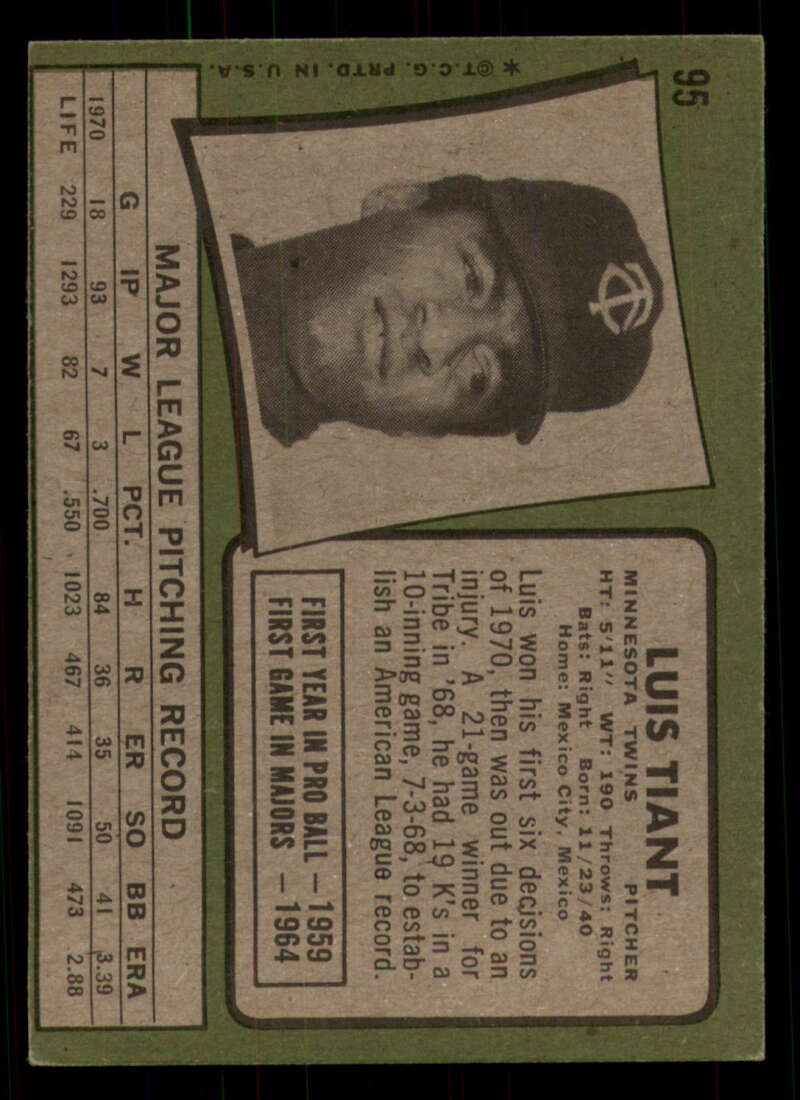 95
* ©T.C.G. PRTD. IN U.S.A.
TC
LUIS TIANT
MINNESOTA TWINS PITCHER
HT: 5'11" WT: 190 Throws: Right
Bats: Right Born: 11/23/40
Home: Mexico City, Mexico
Luis won his first six decisions
of 1970, then was out due to an
injury. A 21-game winner for
Tribe in '68, he had 19 K's in a
10-inning game, 7-3-68, to estab-
lish an American League record.
FIRST YEAR IN PRO BALL — 1959
FIRST GAME IN MAJORS — 1964
MAJOR LEAGUE PITCHING RECORD
G IP W L PCT. H R ER SO BB ERA
1970 18 93 7 3 .700 84 36 35 50 41 3.39
LIFE 229 1293 82 67 .550 1023 467 414 1091 473 2.88